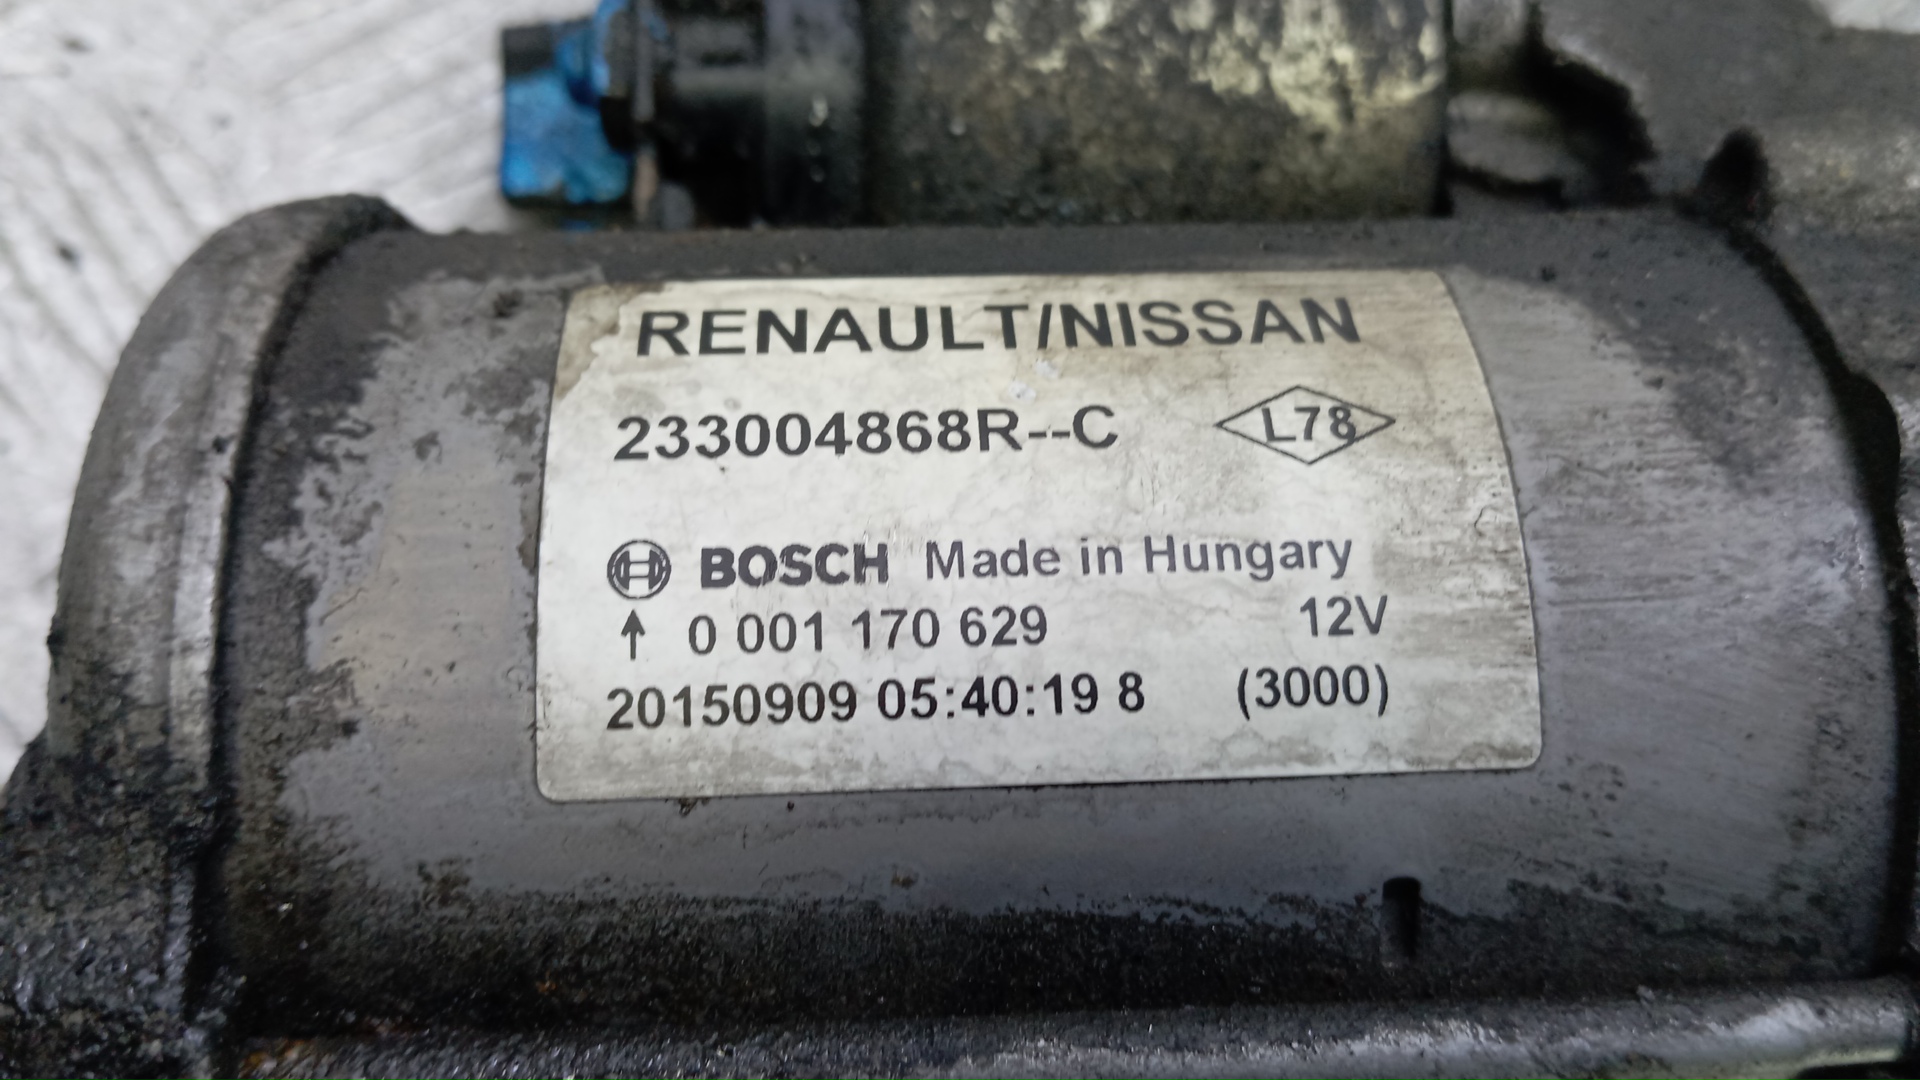 RENAULT/NISSAN
233004868R--C L78
BOSCH Made in Hungary
↑ 0 001 170 629 12V
20150909 05:40:19 8 (3000)